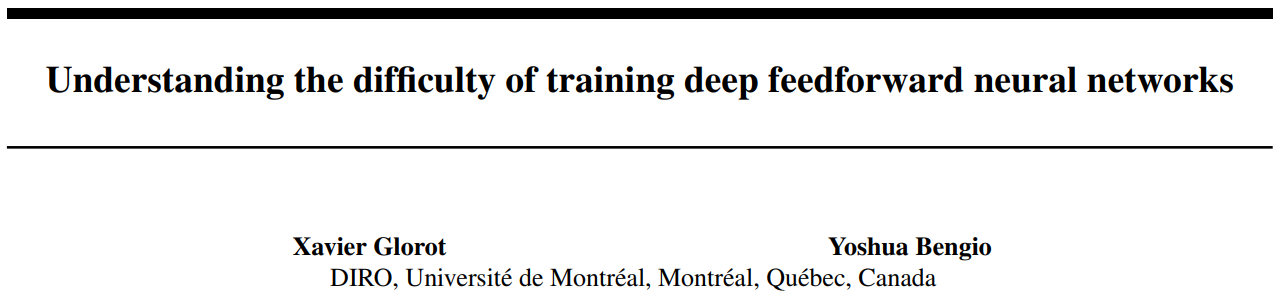 Understanding the difficulty of training deep feedforward neural networks
Xavier Glorot Yoshua Bengio
DIRO, Université de Montréal, Montréal, Québec, Canada